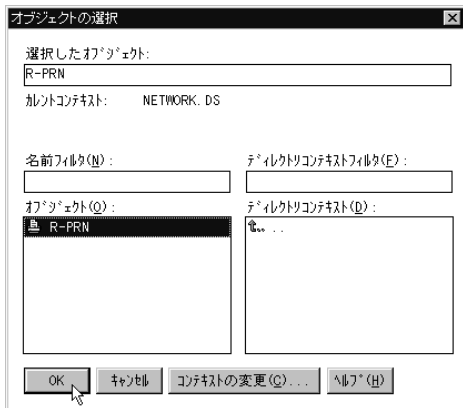 オブジェクトの選択
選択したｵﾌﾞｼﾞｪｸﾄ:
R-PRN
ｶﾚﾝﾄｺﾝﾃｷｽﾄ: NETWORK.DS
名前ﾌｨﾙﾀ(N): ﾃﾞｨﾚｸﾄﾘｺﾝﾃｷｽﾄﾌｨﾙﾀ(F):
ｵﾌﾞｼﾞｪｸﾄ(O): ﾃﾞｨﾚｸﾄﾘｺﾝﾃｷｽﾄ(D):
R-PRN ..
OK ｷｬﾝｾﾙ ｺﾝﾃｷｽﾄの変更(C)... ﾍﾙﾌﾟ(H)